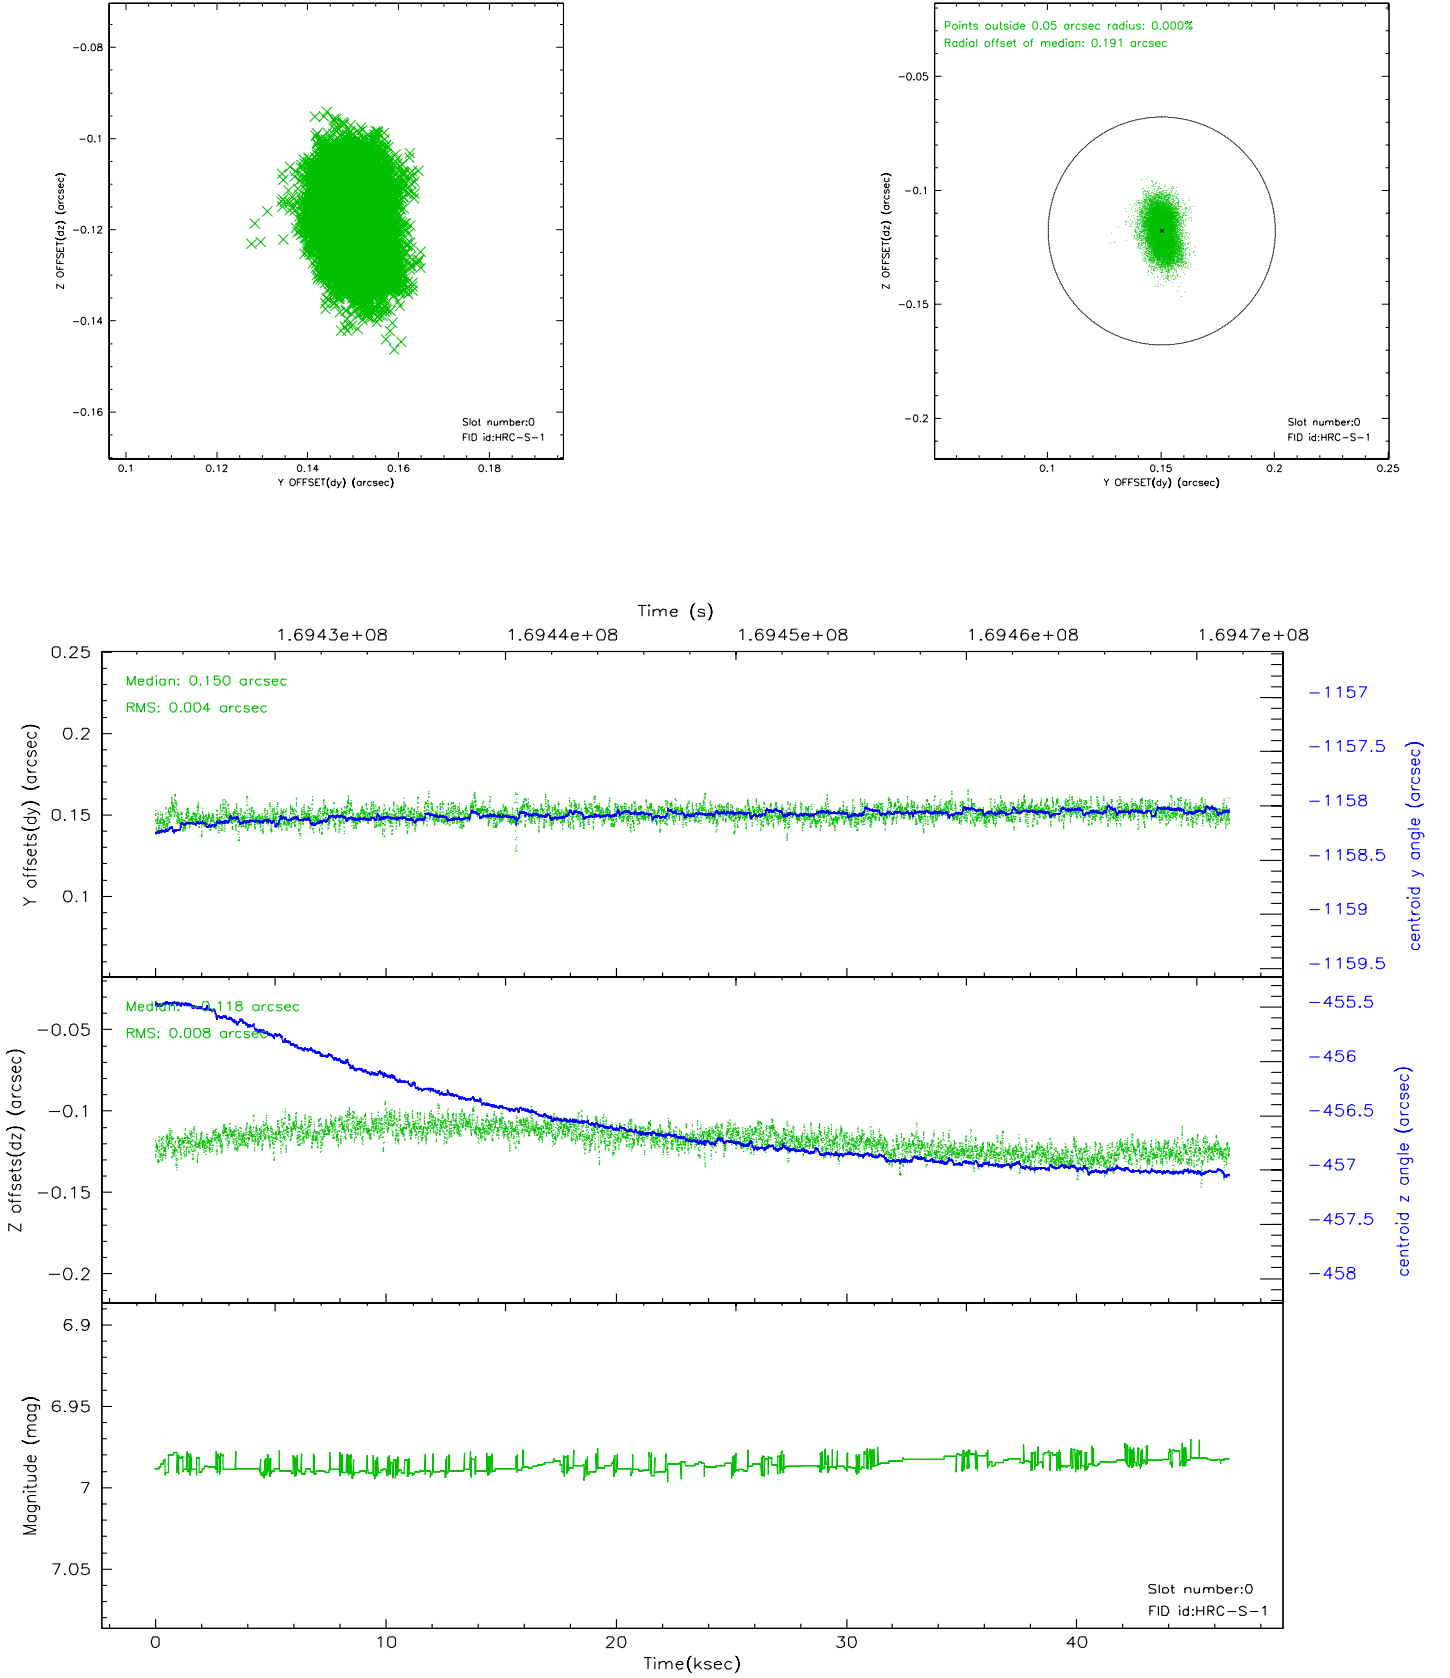 -0.08
-0.1
-0.12
-0.14
-0.16
Z OFFSET(dz) (arcsec)
Slot number:0
FID id:HRC-S-1
0.1 0.12 0.14 0.16 0.18
Y OFFSET(dy) (arcsec)
Points outside 0.05 arcsec radius: 0.000%
Radial offset of median: 0.191 arcsec
-0.05
-0.1
-0.15
-0.2
Z OFFSET(dz) (arcsec)
Slot number:0
FID id:HRC-S-1
0.1 0.15 0.2 0.25
Y OFFSET(dy) (arcsec)
Time (s)
1.6943e+08 1.6944e+08 1.6945e+08 1.6946e+08 1.6947e+08
Median: 0.150 arcsec
RMS: 0.004 arcsec
0.25
0.2
0.15
0.1
Y offsets(dy) (arcsec)
-1157
-1157.5
-1158
-1158.5
-1159
-1159.5
centroid y angle (arcsec)
Median: -0.118 arcsec
RMS: 0.008 arcsec
-0.05
-0.1
-0.15
-0.2
Z offsets(dz) (arcsec)
-455.5
-456
-456.5
-457
-457.5
-458
centroid z angle (arcsec)
6.9
6.95
7
7.05
Magnitude (mag)
Slot number:0
FID id:HRC-S-1
0 10 20 30 40
Time(ksec)